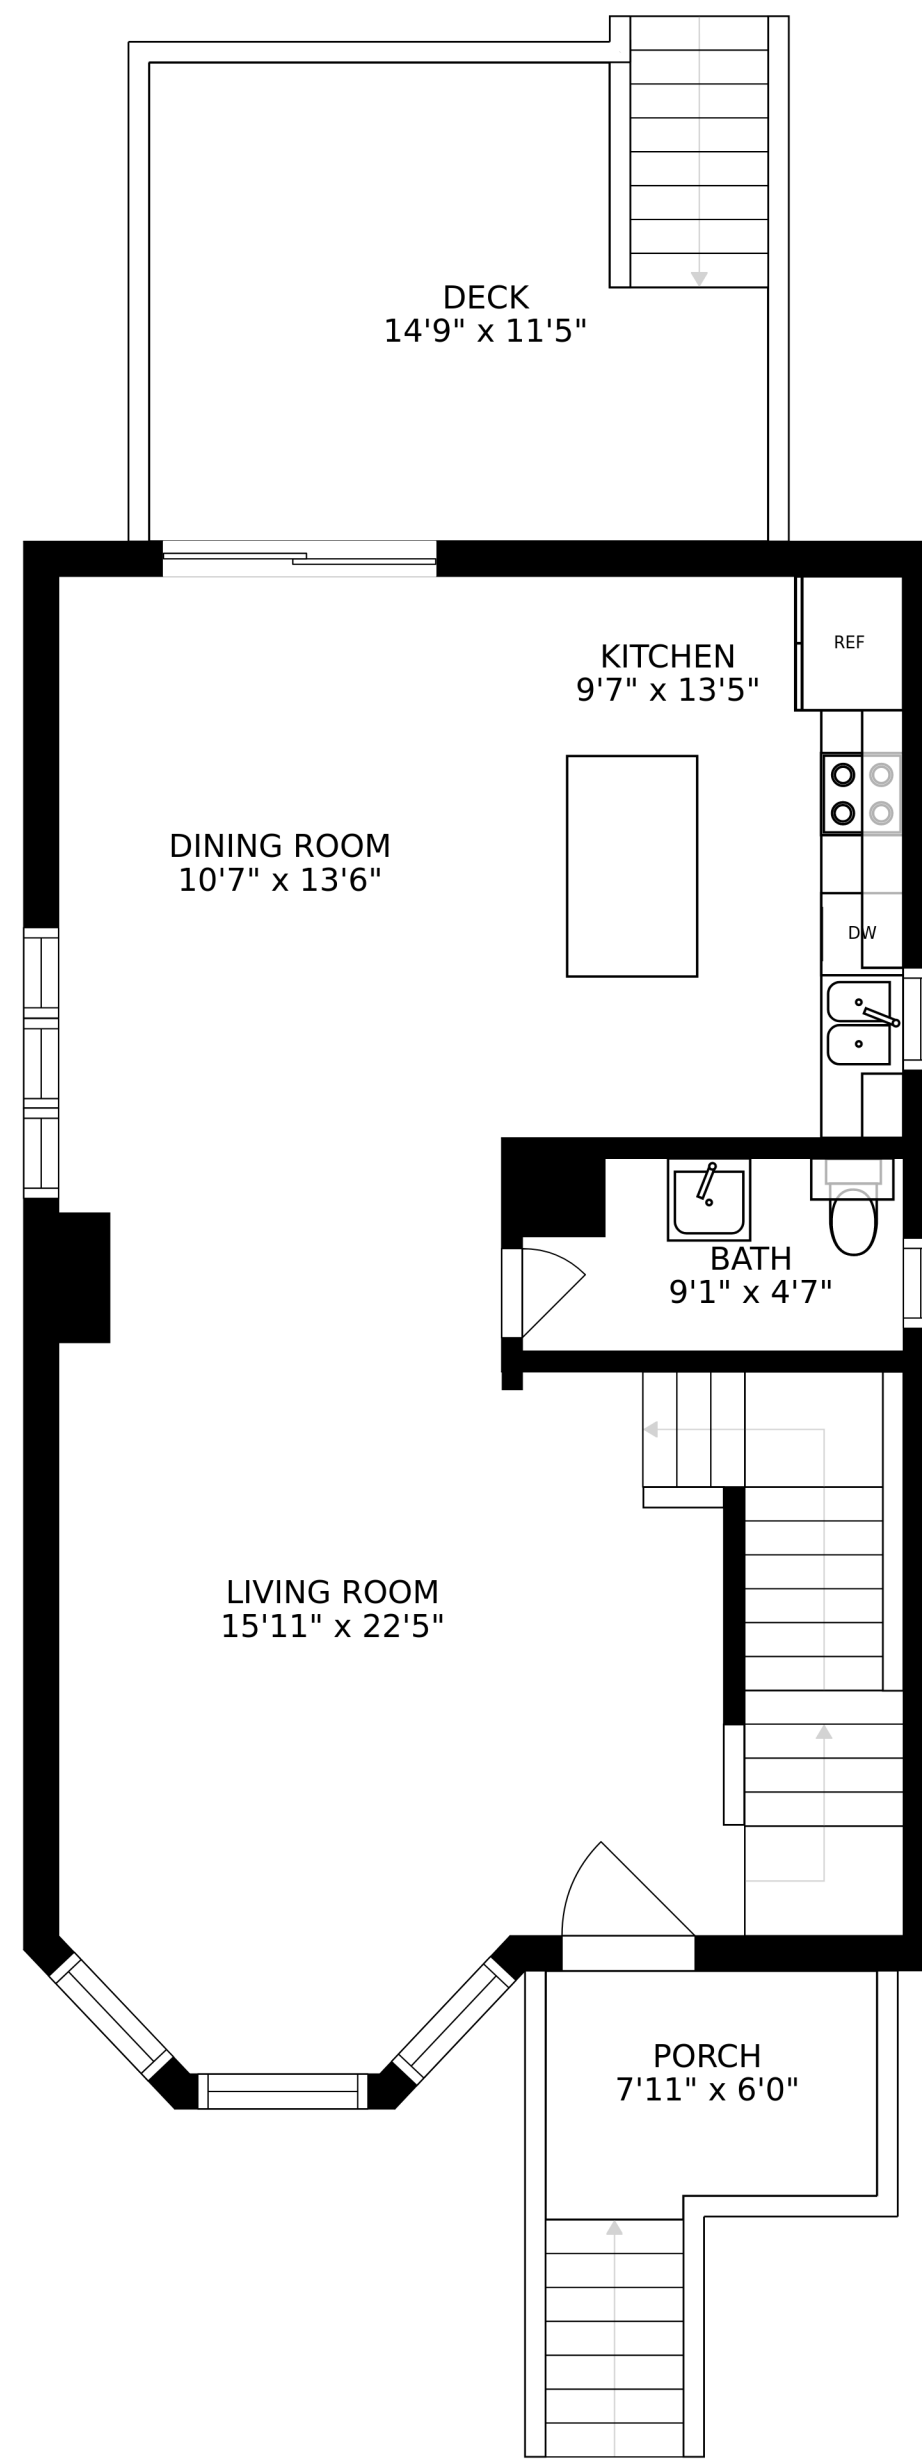 DECK
14'9" x 11'5"
KITCHEN
9'7" x 13'5"
REF
DINING ROOM
10'7" x 13'6"
DW
BATH
9'1" x 4'7"
LIVING ROOM
15'11" x 22'5"
PORCH
7'11" x 6'0"